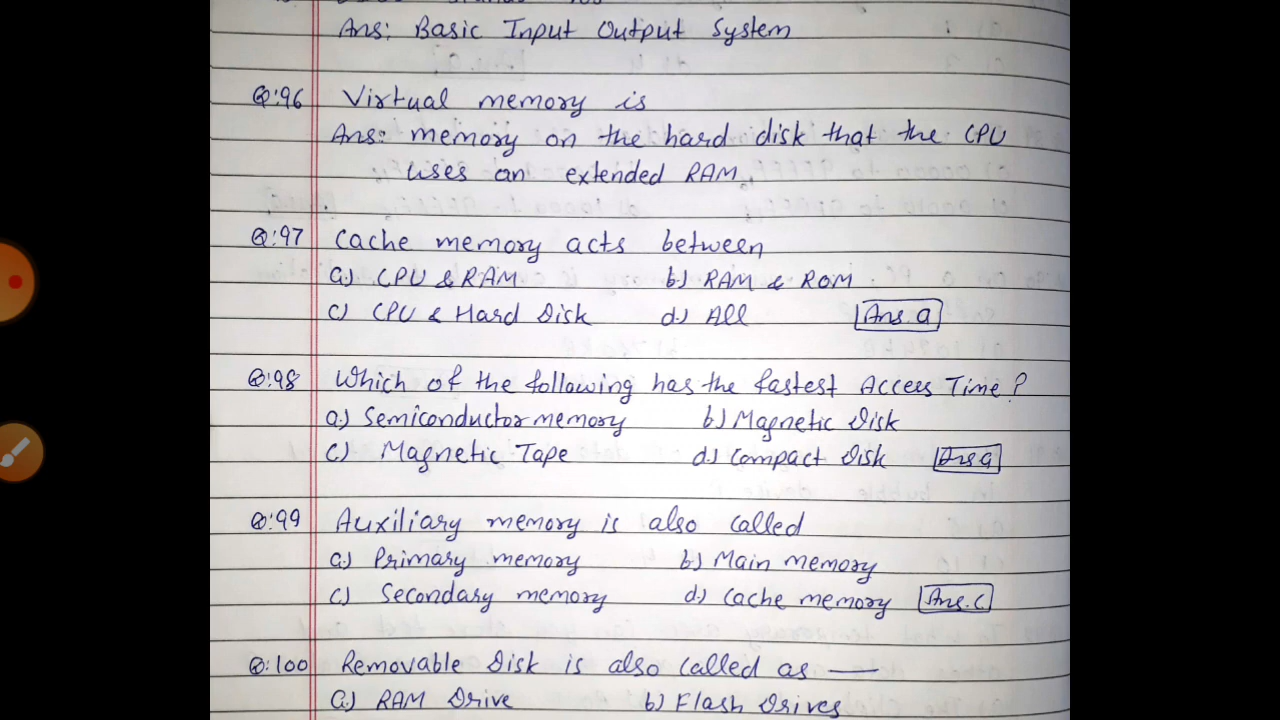 Ans: Basic Input Output System
Q:96 Virtual memory is
Ans: memory on the hard disk that the CPU
uses an extended RAM
Q:97 Cache memory acts between
a.) CPU & RAM b.) RAM & ROM
c.) CPU & Hard Disk d.) All Ans. a
Q:98 Which of the following has the fastest Access Time?
a.) Semiconductor memory b.) Magnetic Disk
c.) Magnetic Tape d.) Compact Disk Ans a
Q:99 Auxiliary memory is also called
a.) Primary memory b.) Main memory
c.) Secondary memory d.) Cache memory Ans. c
Q:100 Removable Disk is also called as —
a.) RAM Drive b.) Flash Drives